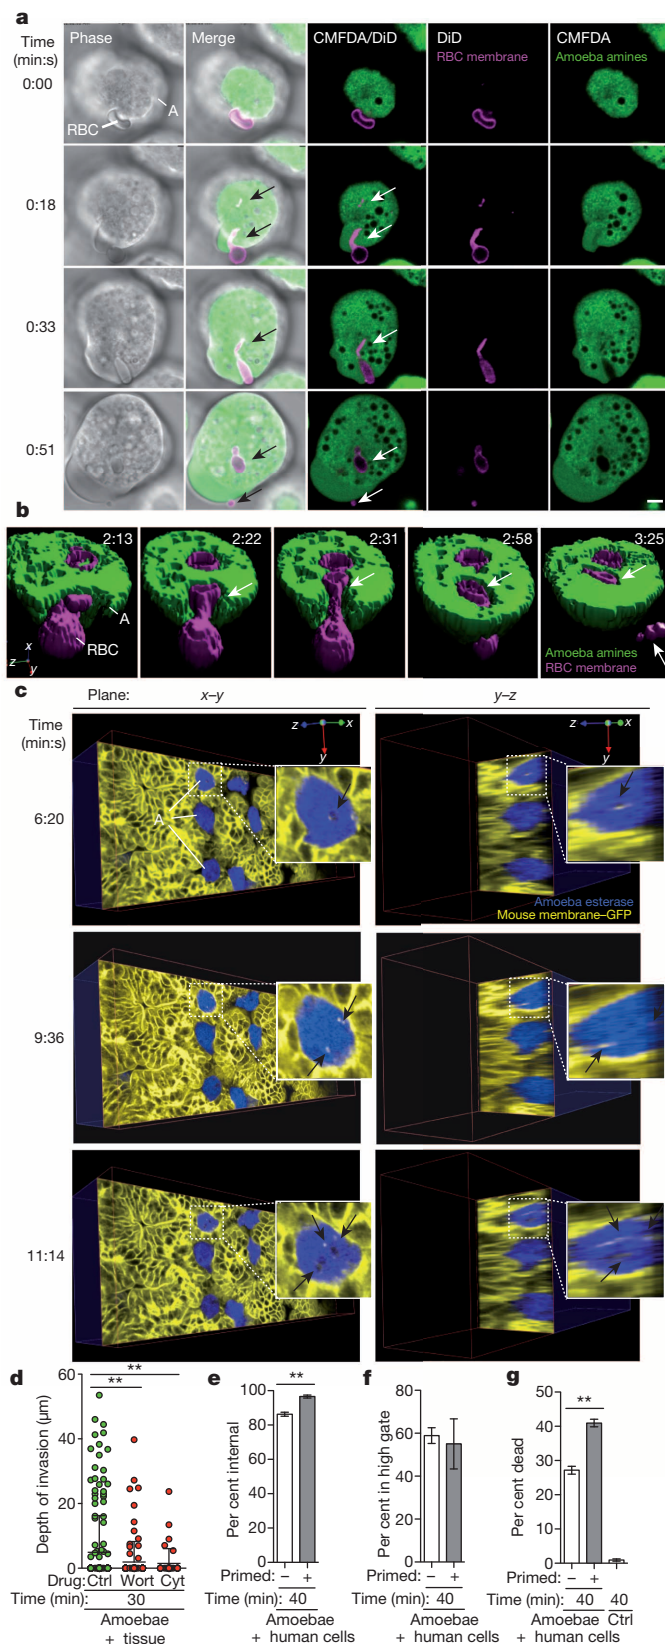 a
Time (min:s)
Phase
Merge
CMFDA/DiD
DiD
CMFDA
RBC membrane
Amoeba amines
0:00
A
RBC
0:18
0:33
0:51
b
2:13
2:22
2:31
2:58
3:25
A
RBC
x
z
y
Amoeba amines
RBC membrane
c
Plane:
x–y
y–z
Time (min:s)
z
x
y
z
x
y
6:20
A
Amoeba esterase
Mouse membrane–GFP
9:36
11:14
d
**
**
Depth of invasion (µm)
60
40
20
0
Drug: Ctrl Wort Cyt
Time (min): 30
Amoebae
+ tissue
e
**
Per cent internal
100
80
60
40
20
0
Primed: – +
Time (min): 40
Amoebae
+ human cells
f
Per cent in high gate
80
60
40
20
0
Primed: – +
Time (min): 40
Amoebae
+ human cells
g
**
Per cent dead
50
40
30
20
10
0
Primed: – +
Time (min): 40 40
Amoebae Ctrl
+ human cells